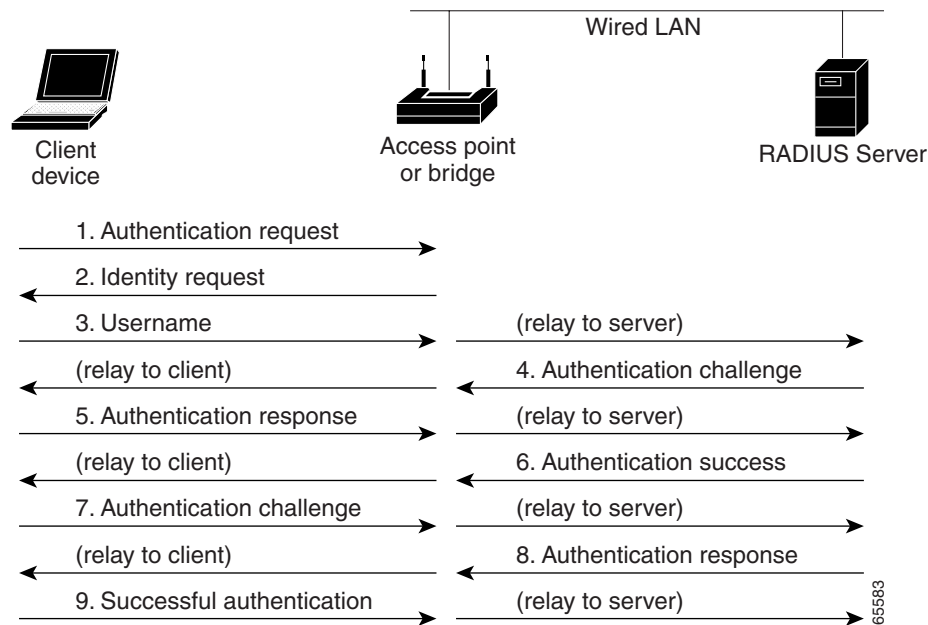 Wired LAN
Client
device
Access point
or bridge
RADIUS Server
1. Authentication request
2. Identity request
3. Username
(relay to server)
(relay to client)
4. Authentication challenge
5. Authentication response
(relay to server)
(relay to client)
6. Authentication success
7. Authentication challenge
(relay to server)
(relay to client)
8. Authentication response
9. Successful authentication
(relay to server)
65583